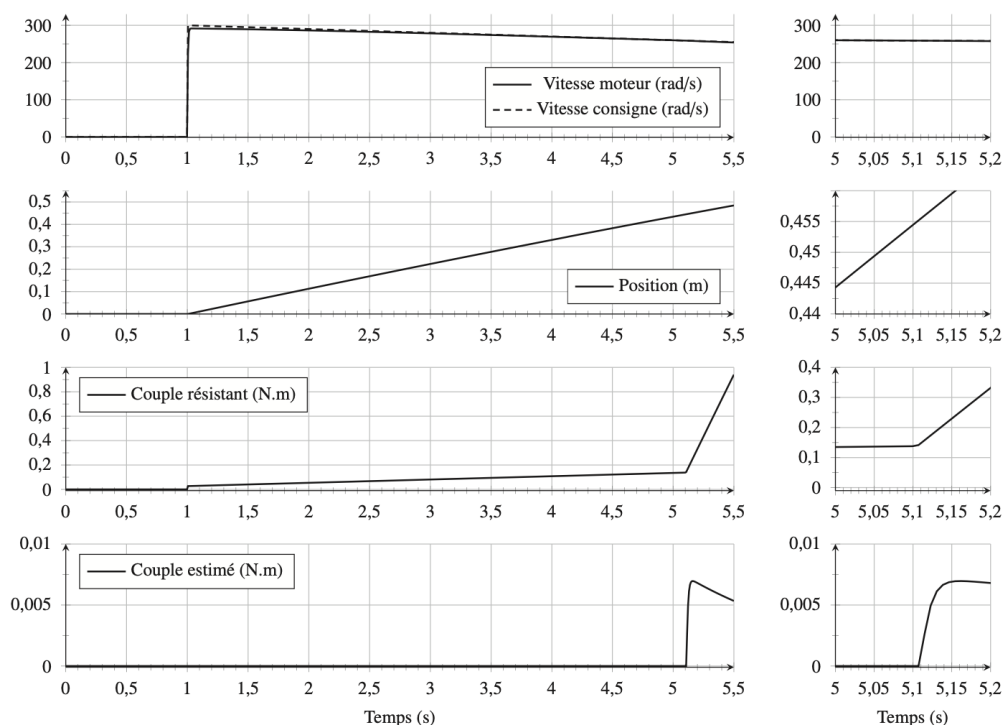 300
200
100
0
0 0,5 1 1,5 2 2,5 3 3,5 4 4,5 5 5,5
Vitesse moteur (rad/s)
Vitesse consigne (rad/s)
300
200
100
0
5 5,05 5,1 5,15 5,2
0,5
0,4
0,3
0,2
0,1
0
0 0,5 1 1,5 2 2,5 3 3,5 4 4,5 5 5,5
Position (m)
0,455
0,45
0,445
0,44
5 5,05 5,1 5,15 5,2
1
0,8
0,6
0,4
0,2
0
0 0,5 1 1,5 2 2,5 3 3,5 4 4,5 5 5,5
Couple résistant (N.m)
0,4
0,3
0,2
0,1
0
5 5,05 5,1 5,15 5,2
0,01
0,005
0
0 0,5 1 1,5 2 2,5 3 3,5 4 4,5 5 5,5
Couple estimé (N.m)
Temps (s)
0,01
0,005
0
5 5,05 5,1 5,15 5,2
Temps (s)